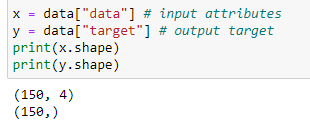 x = data["data"] # input attributes
y = data["target"] # output target
print(x.shape)
print(y.shape)
(150, 4)
(150,)